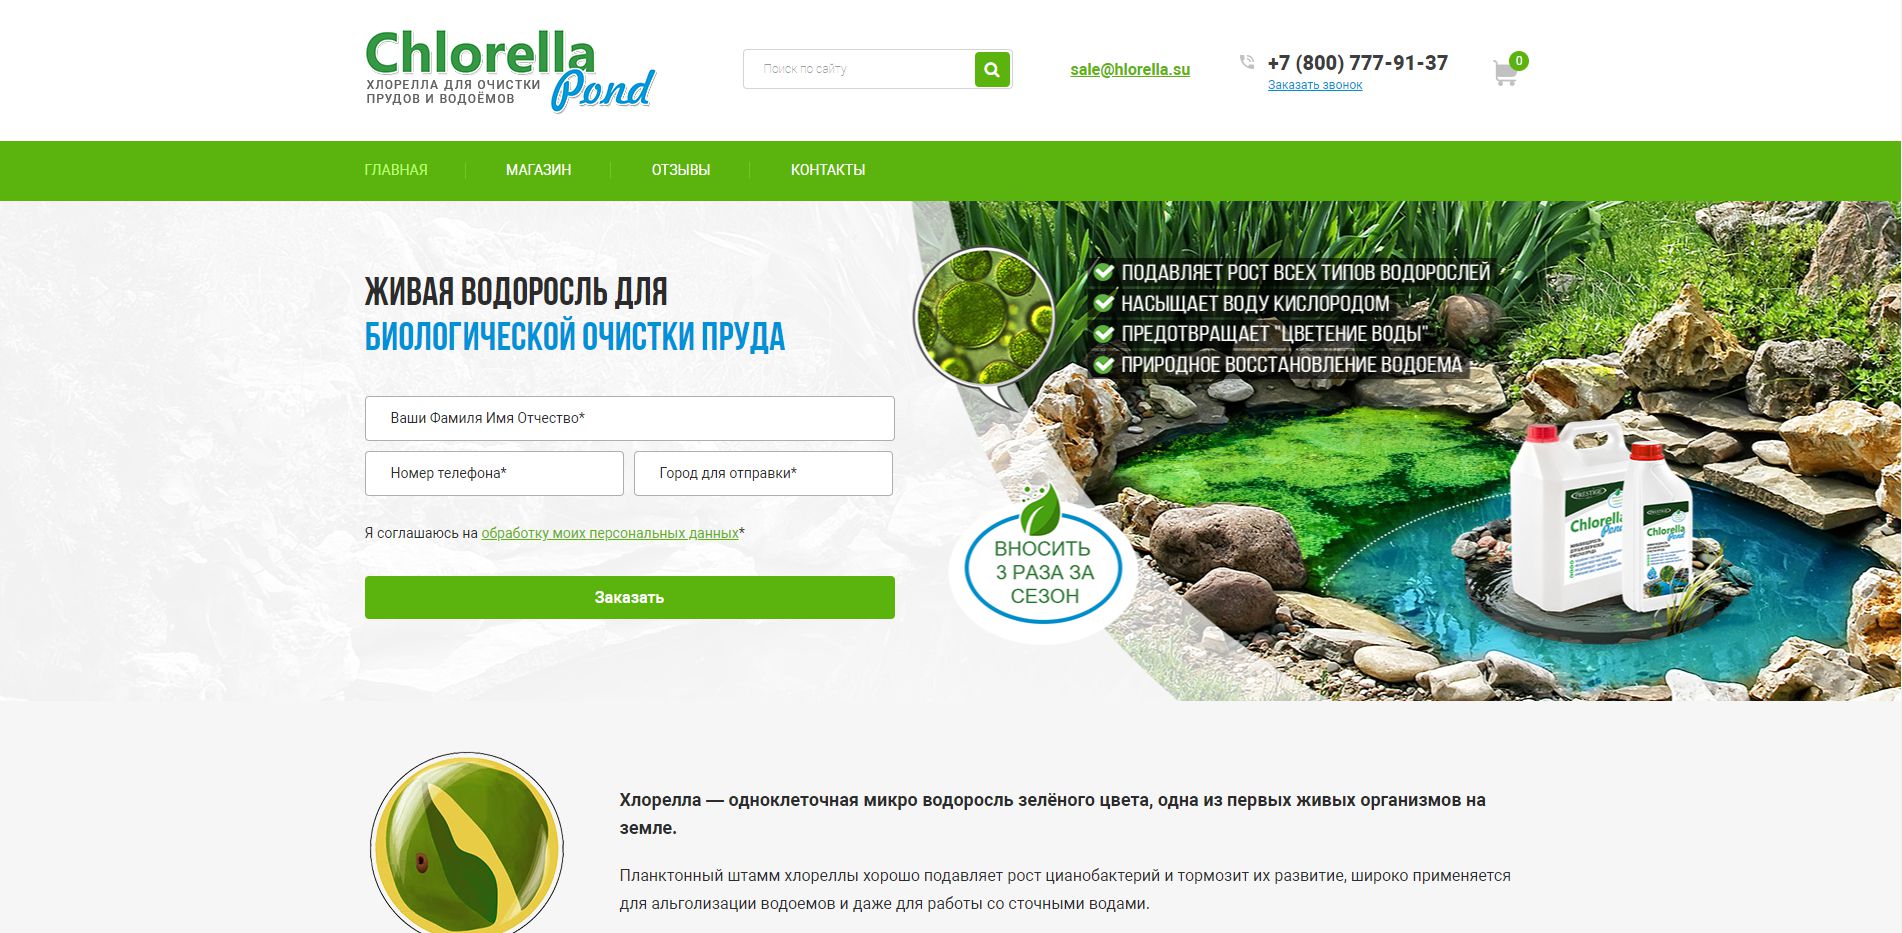 Chlorella
Pond
ХЛОРЕЛЛА ДЛЯ ОЧИСТКИ
ПРУДОВ И ВОДОЁМОВ
Поиск по сайту
sale@hlorella.su
+7 (800) 777-91-37
Заказать звонок
0
ГЛАВНАЯ
МАГАЗИН
ОТЗЫВЫ
КОНТАКТЫ
ЖИВАЯ ВОДОРОСЛЬ ДЛЯ
БИОЛОГИЧЕСКОЙ ОЧИСТКИ ПРУДА
Ваши Фамиля Имя Отчество*
Номер телефона*
Город для отправки*
Я соглашаюсь на обработку моих персональных данных*
Заказать
ПОДАВЛЯЕТ РОСТ ВСЕХ ТИПОВ ВОДОРОСЛЕЙ
НАСЫЩАЕТ ВОДУ КИСЛОРОДОМ
ПРЕДОТВРАЩАЕТ "ЦВЕТЕНИЕ ВОДЫ"
ПРИРОДНОЕ ВОССТАНОВЛЕНИЕ ВОДОЕМА
ВНОСИТЬ
3 РАЗА ЗА
СЕЗОН
PRESTIGE
Chlorella
Pond
Chlorella
Pond
Хлорелла — одноклеточная микро водоросль зелёного цвета, одна из первых живых организмов на
земле.
Планктонный штамм хлореллы хорошо подавляет рост цианобактерий и тормозит их развитие, широко применяется
для альголизации водоемов и даже для работы со сточными водами.